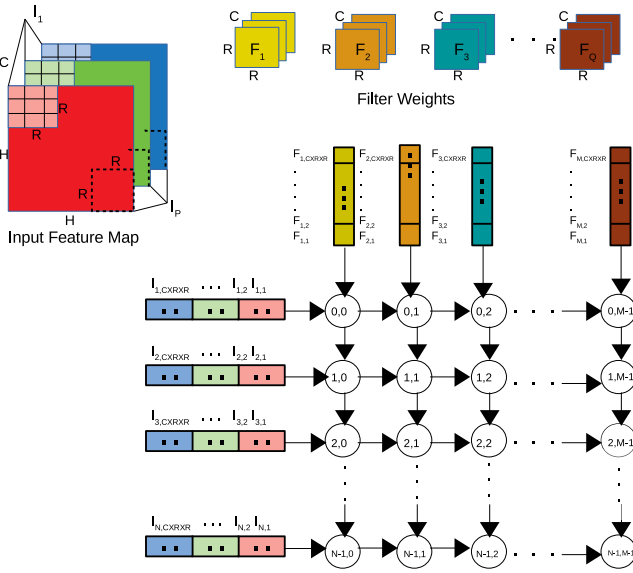 I1
C
R
R
R
R
H
H
IP
Input Feature Map
C C C C
R F1 R F2 R F3 . . . R FQ
R R R R
Filter Weights
F1,CXRXR F2,CXRXR F3,CXRXR FM,CXRXR
F1,2 F2,2 F3,2 FM,2
F1,1 F2,1 F3,1 FM,1
I1,CXRXR ... I1,2 I1,1
0,0 0,1 0,2 . . . 0,M-1
I2,CXRXR ... I2,2 I2,1
1,0 1,1 1,2 . . . 1,M-1
I3,CXRXR ... I3,2 I3,1
2,0 2,1 2,2 . . . 2,M-1
IN,CXRXR ... IN,2 IN,1
N-1,0 N-1,1 N-1,2 . . . N-1,M-1